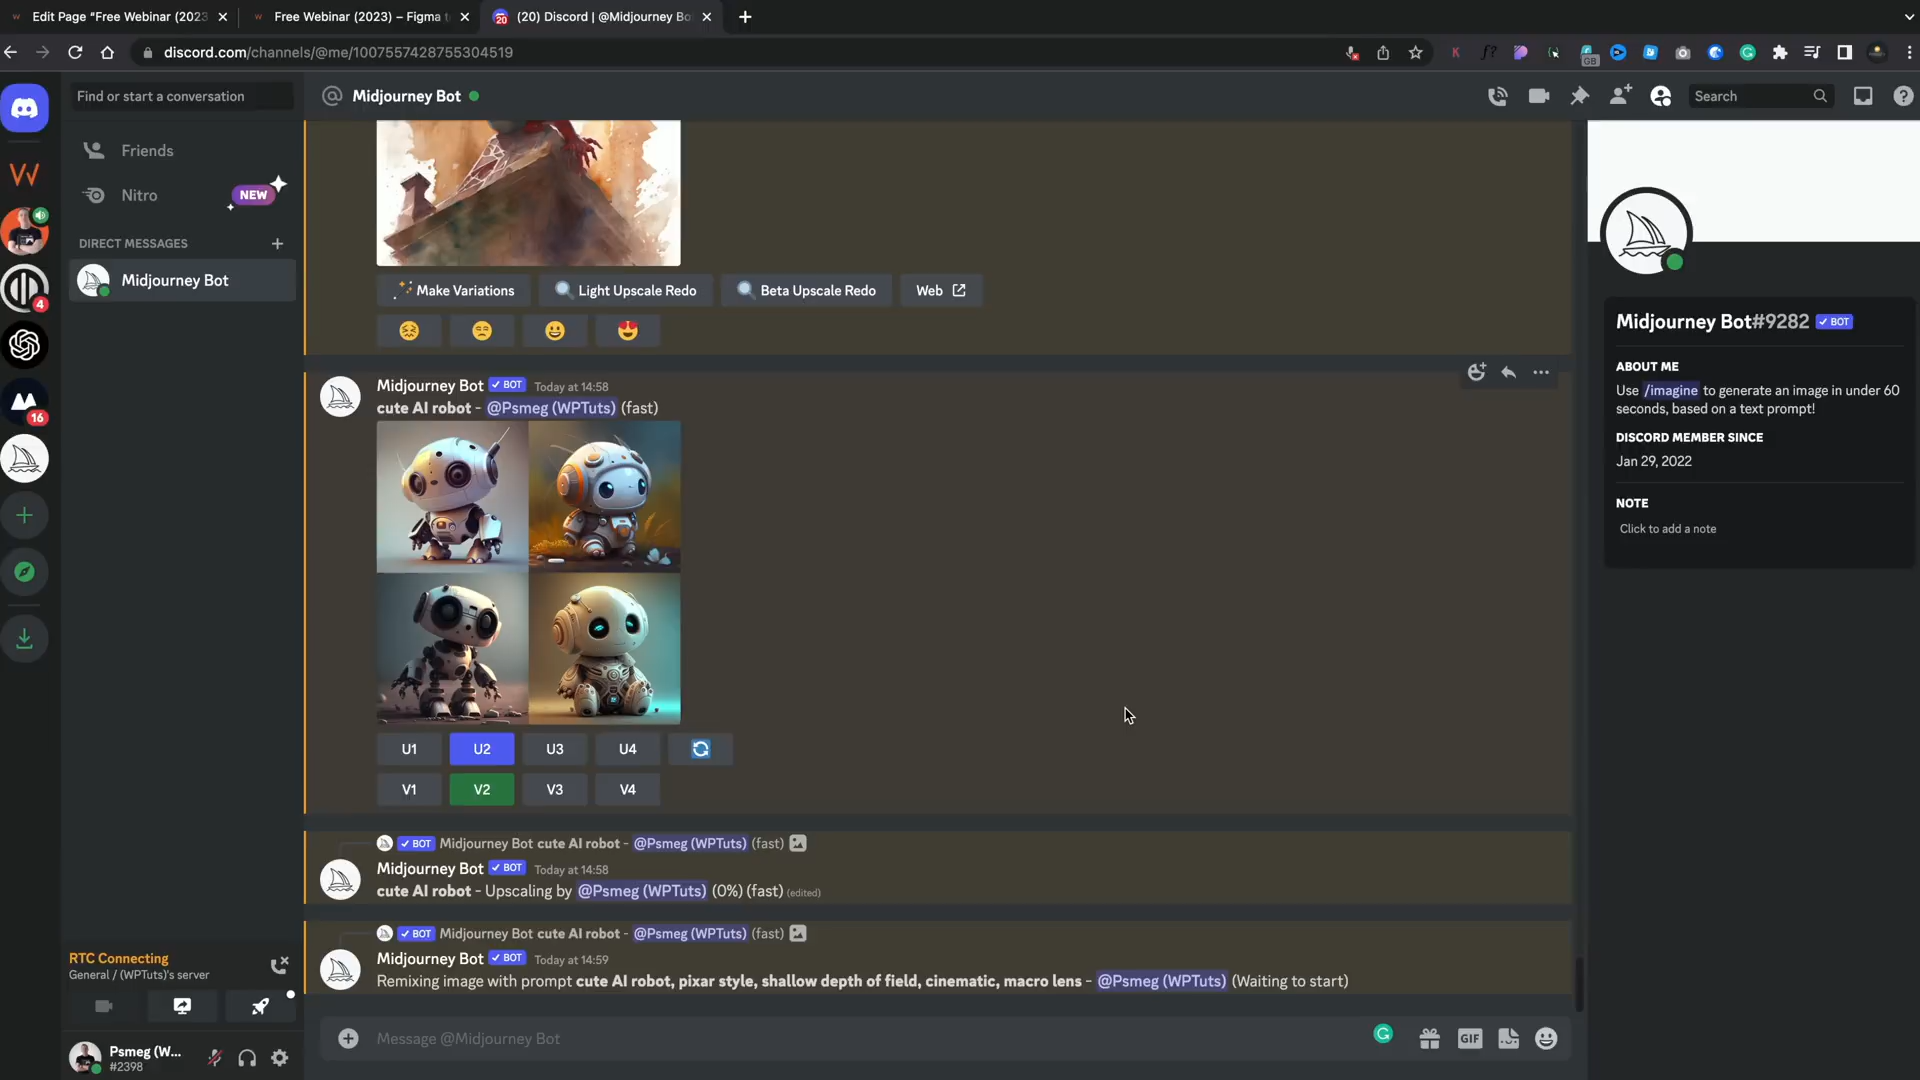 Edit Page "Free Webinar (2023
Free Webinar (2023) – Figma t
(20) Discord | @Midjourney Bo
discord.com/channels/@me/1007557428755304519
GB
Find or start a conversation
Midjourney Bot
Search
Friends
Nitro
NEW
DIRECT MESSAGES
Midjourney Bot
4
16
Make Variations
Light Upscale Redo
Beta Upscale Redo
Web
Midjourney Bot BOT Today at 14:58
cute AI robot - @Psmeg (WPTuts) (fast)
U1
U2
U3
U4
V1
V2
V3
V4
BOT Midjourney Bot cute AI robot - @Psmeg (WPTuts) (fast)
Midjourney Bot BOT Today at 14:58
cute AI robot - Upscaling by @Psmeg (WPTuts) (0%) (fast) (edited)
BOT Midjourney Bot cute AI robot - @Psmeg (WPTuts) (fast)
Midjourney Bot BOT Today at 14:59
Remixing image with prompt cute AI robot, pixar style, shallow depth of field, cinematic, macro lens - @Psmeg (WPTuts) (Waiting to start)
Message @Midjourney Bot
GIF
RTC Connecting
General / (WPTuts)'s server
Psmeg (W...
#2398
Midjourney Bot#9282 BOT
ABOUT ME
Use /imagine to generate an image in under 60
seconds, based on a text prompt!
DISCORD MEMBER SINCE
Jan 29, 2022
NOTE
Click to add a note